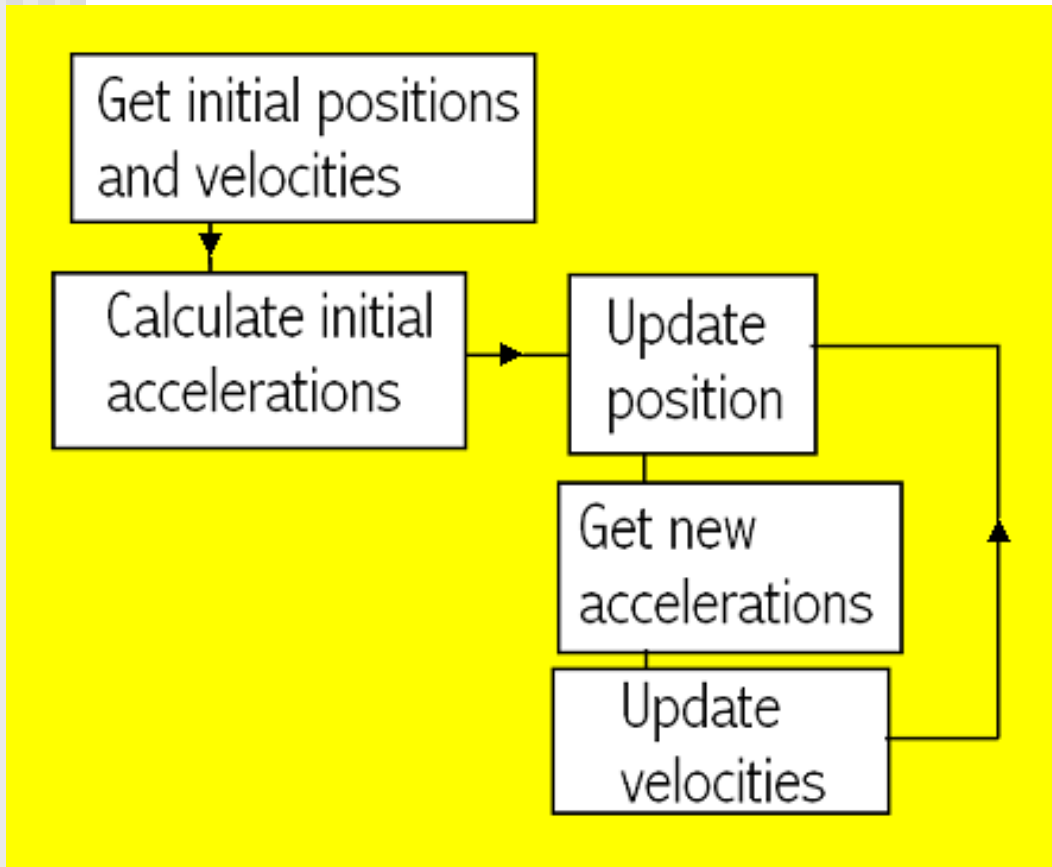 Get initial positions
and velocities
Calculate initial
accelerations
Update
position
Get new
accelerations
Update
velocities